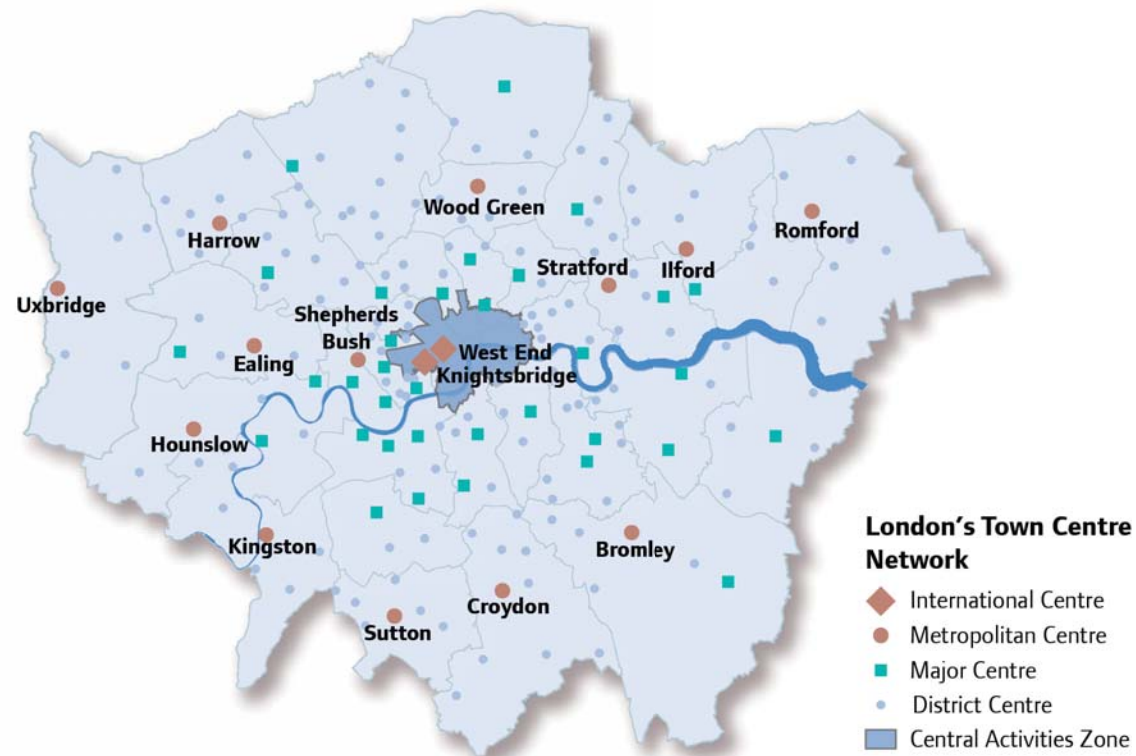 Wood Green
Harrow
Romford
Stratford
Ilford
Uxbridge
Shepherds
Bush
Ealing
West End
Knightsbridge
Hounslow
Kingston
Bromley
Croydon
Sutton
London's Town Centre
Network
International Centre
Metropolitan Centre
Major Centre
District Centre
Central Activities Zone